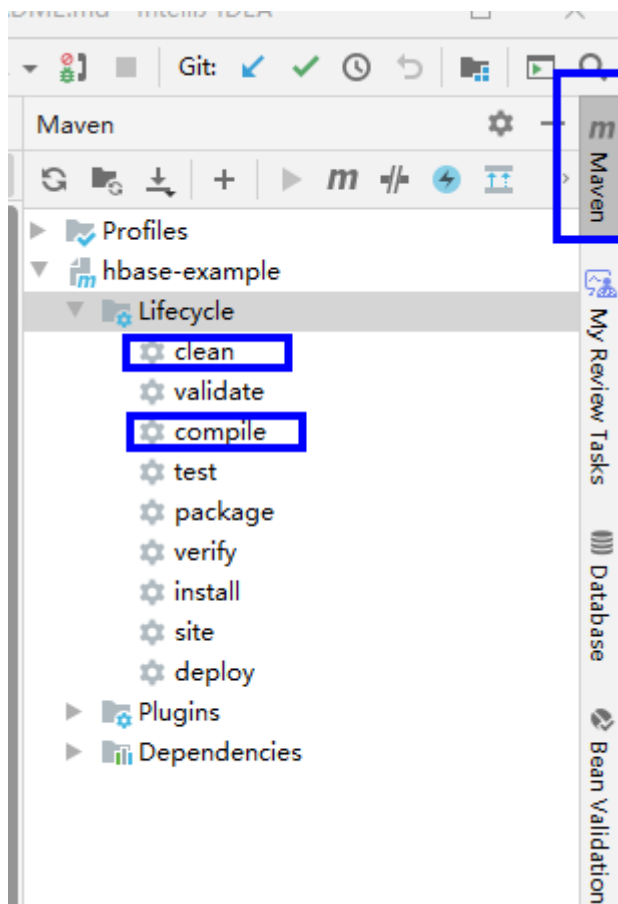 Git:
Maven
Profiles
hbase-example
Lifecycle
clean
validate
compile
test
package
verify
install
site
deploy
Plugins
Dependencies
m
Maven
My Review Tasks
Database
Bean Validation